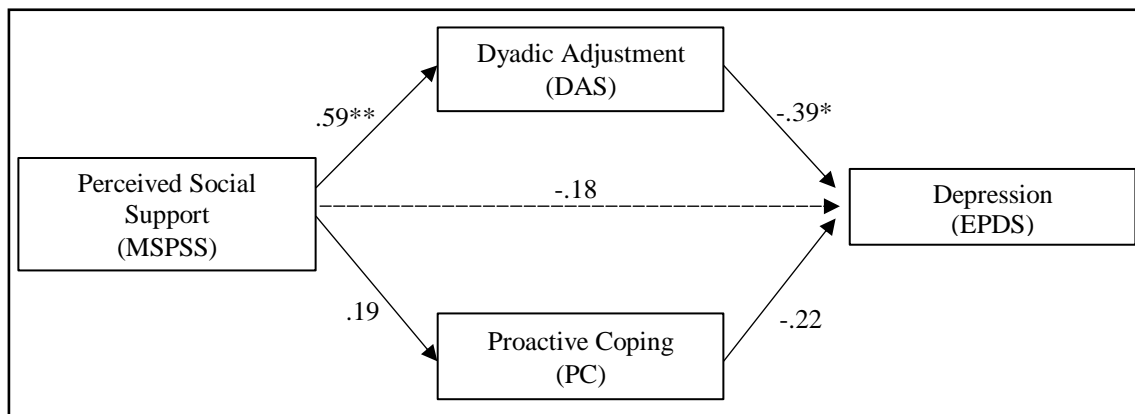 Dyadic Adjustment
(DAS)
.59**
-.39*
Perceived Social
Support
(MSPSS)
-.18
Depression
(EPDS)
.19
-.22
Proactive Coping
(PC)